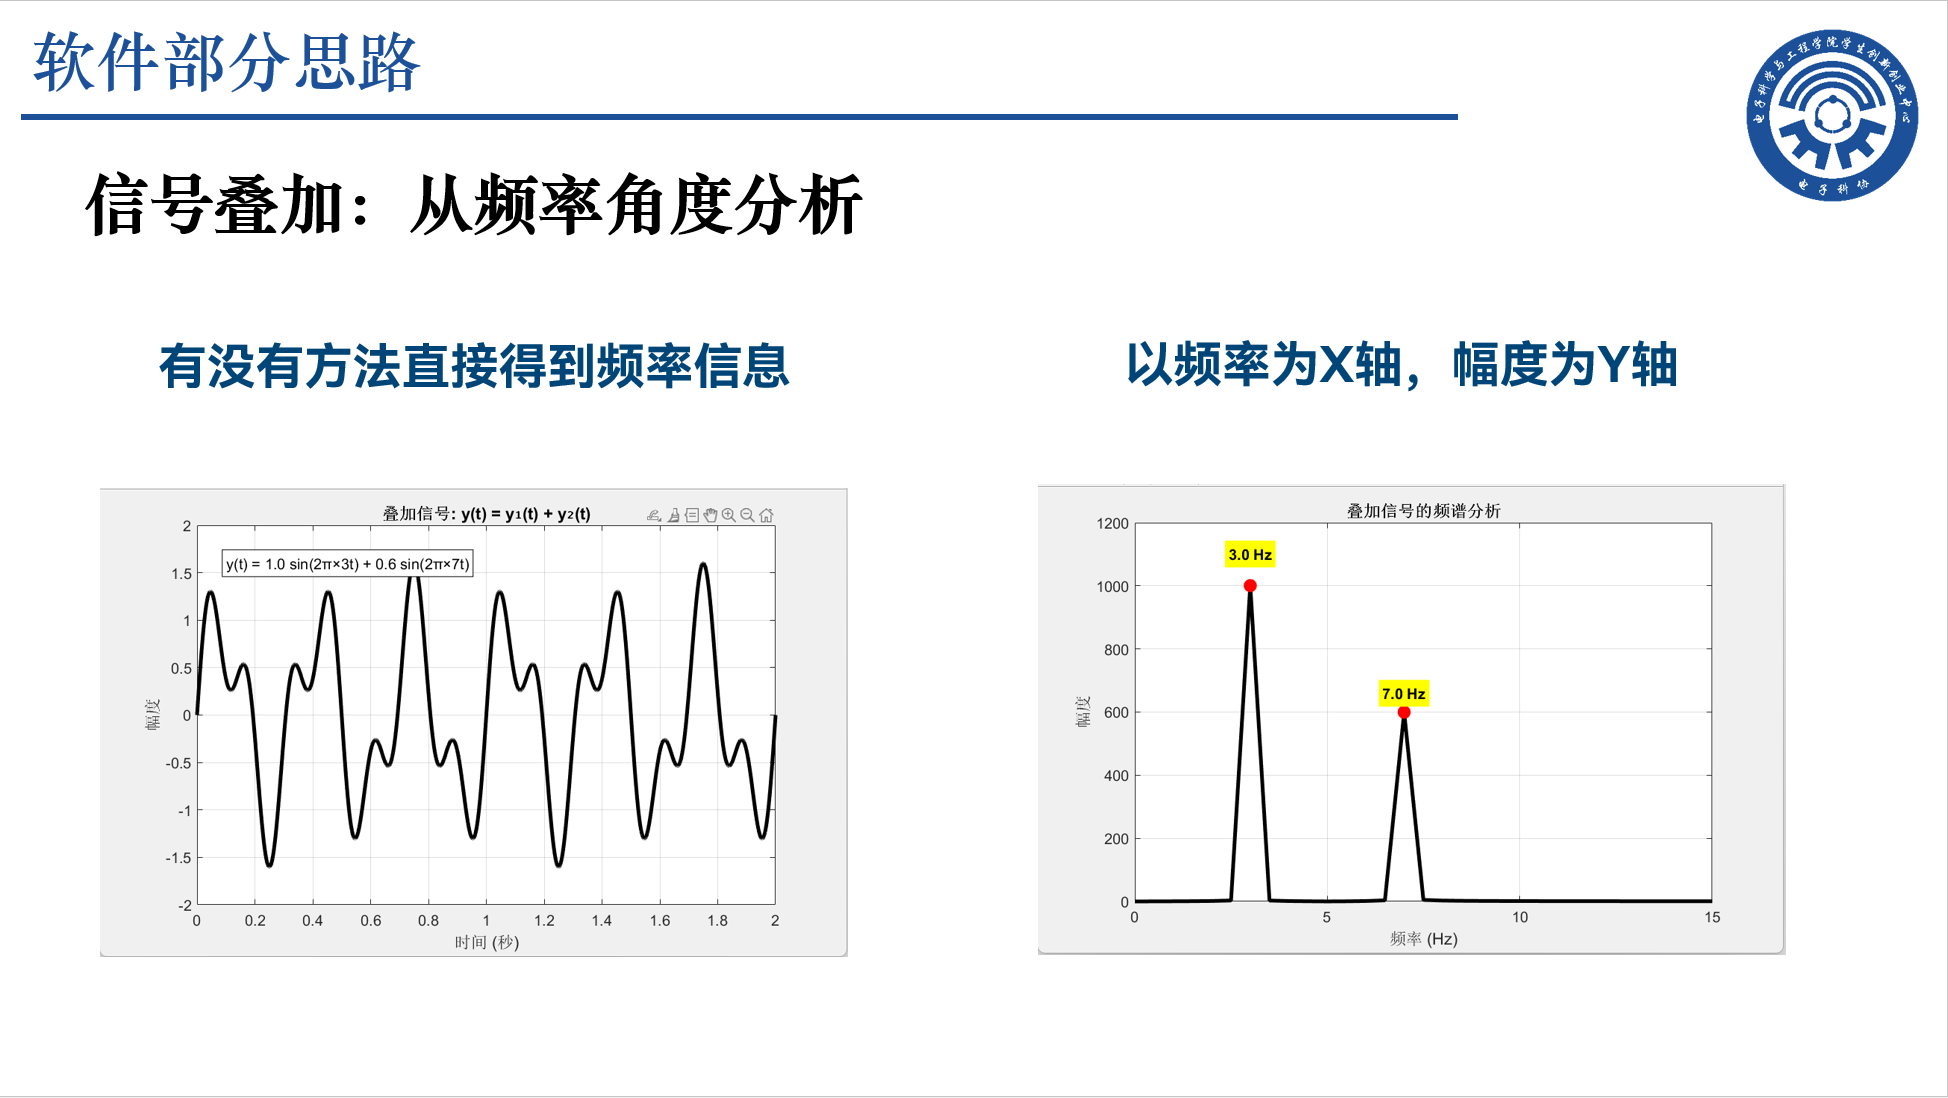 软件部分思路
电子科学与工程学院学生创新创业中心
电子科协
信号叠加：从频率角度分析
有没有方法直接得到频率信息
以频率为X轴，幅度为Y轴
叠加信号: y(t) = y₁(t) + y₂(t)
y(t) = 1.0 sin(2π×3t) + 0.6 sin(2π×7t)
2
1.5
1
0.5
0
-0.5
-1
-1.5
-2
幅度
0 0.2 0.4 0.6 0.8 1 1.2 1.4 1.6 1.8 2
时间 (秒)
叠加信号的频谱分析
3.0 Hz
7.0 Hz
1200
1000
800
600
400
200
0
幅度
0 5 10 15
频率 (Hz)